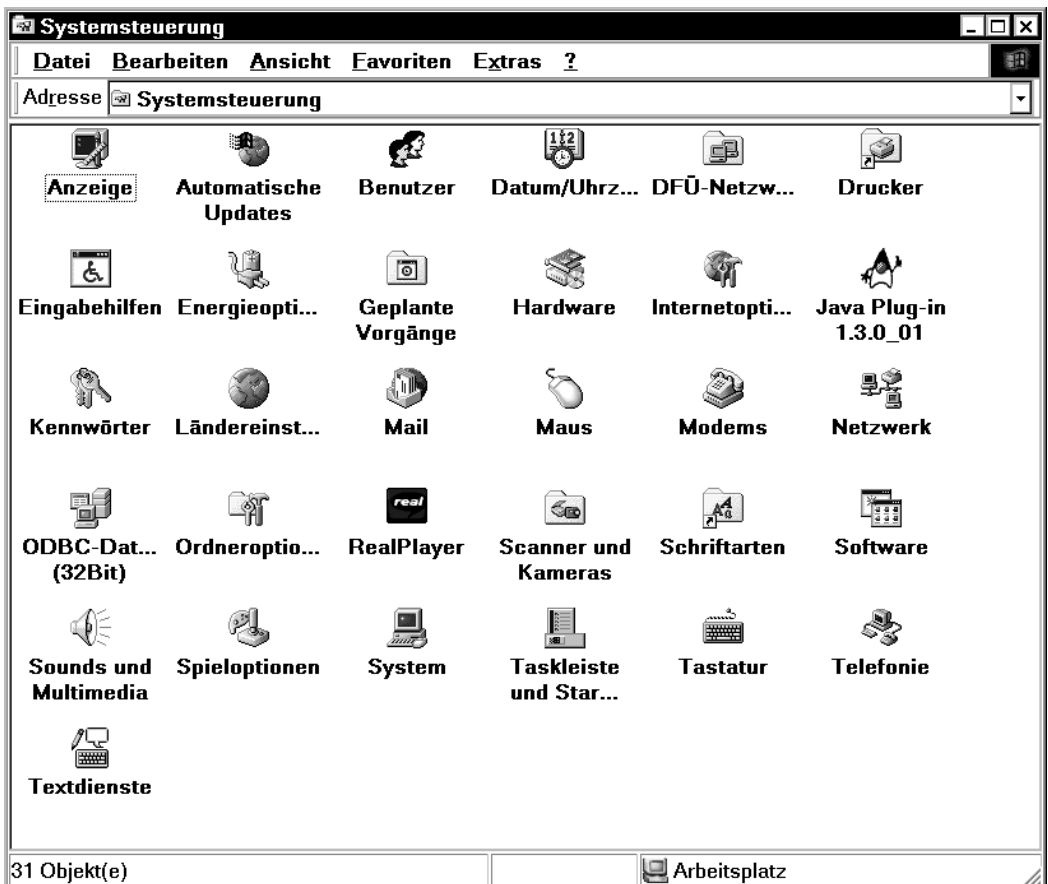 Systemsteuerung
Datei Bearbeiten Ansicht Favoriten Extras ?
Adresse Systemsteuerung
Anzeige
Automatische
Updates
Benutzer
Datum/Uhrz...
DFÜ-Netzw...
Drucker
Eingabehilfen
Energieopti...
Geplante
Vorgänge
Hardware
Internetopti...
Java Plug-in
1.3.0_01
Kennwörter
Ländereinst...
Mail
Maus
Modems
Netzwerk
ODBC-Dat...
(32Bit)
Ordneroptio...
real
RealPlayer
Scanner und
Kameras
Schriftarten
Software
Sounds und
Multimedia
Spieloptionen
System
Taskleiste
und Star...
Tastatur
Telefonie
Textdienste
31 Objekt(e)
Arbeitsplatz